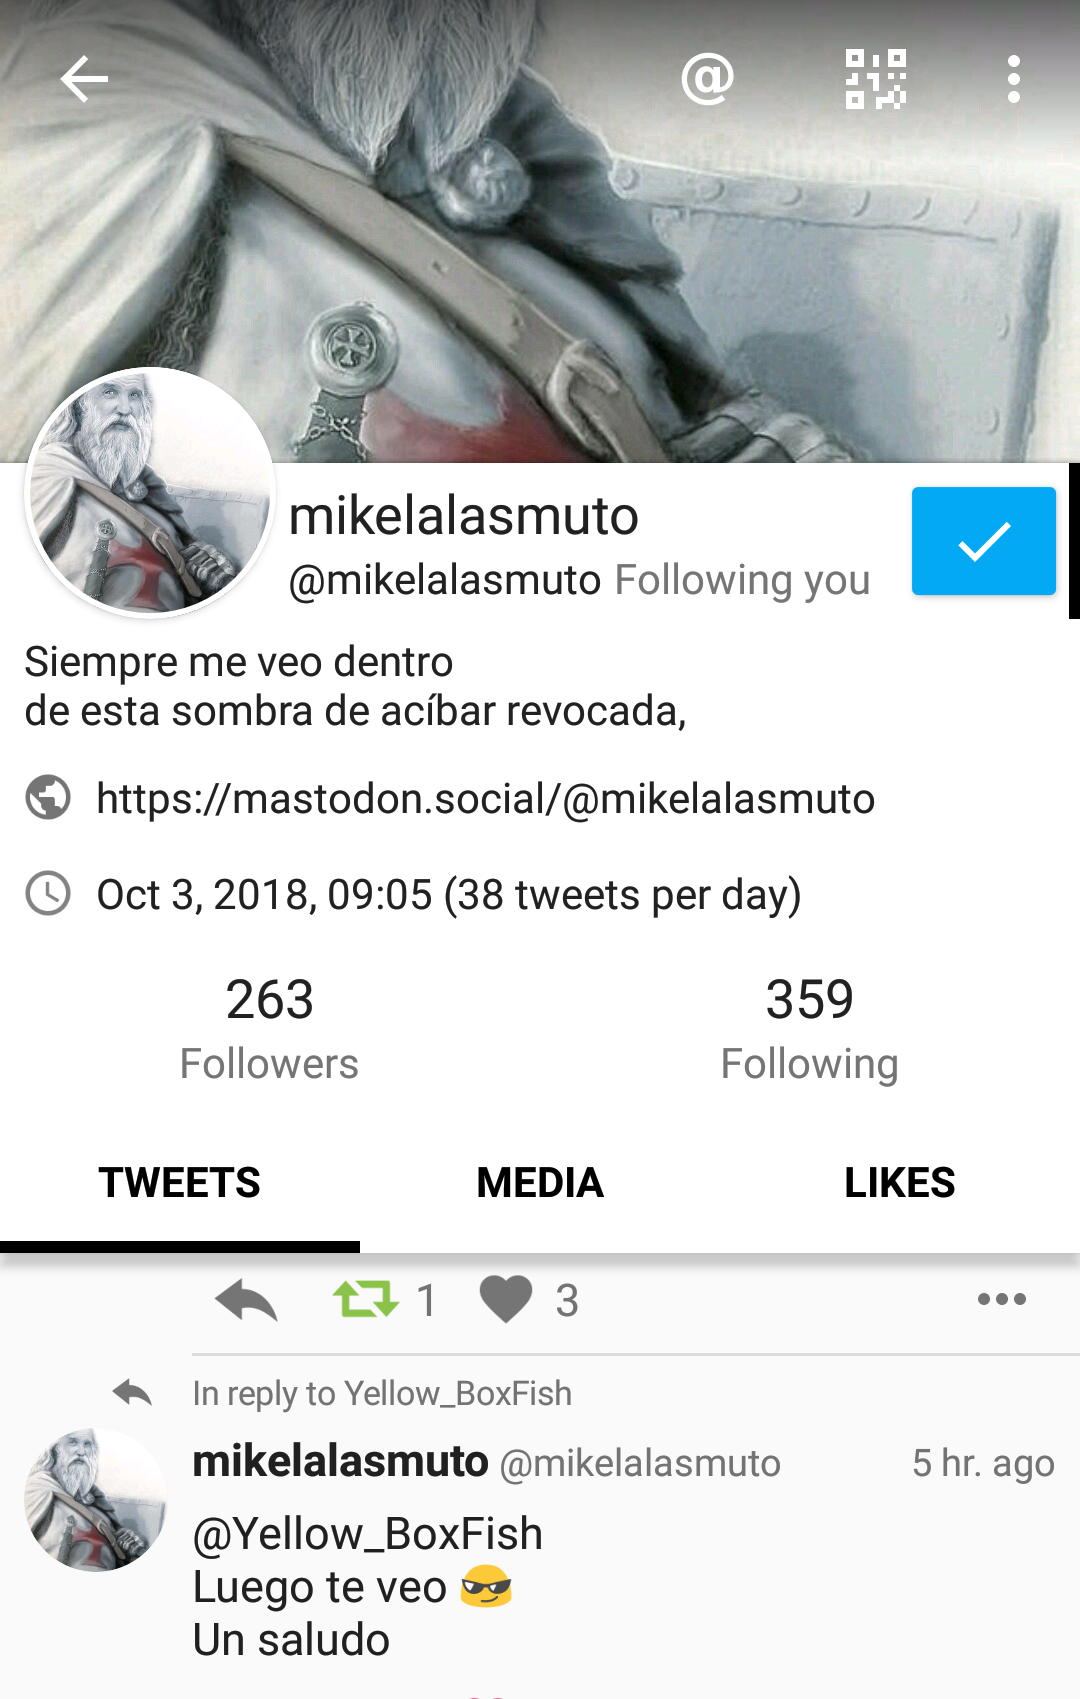 @
mikelalasmuto
@mikelalasmuto Following you
Siempre me veo dentro
de esta sombra de acíbar revocada,
https://mastodon.social/@mikelalasmuto
Oct 3, 2018, 09:05 (38 tweets per day)
263 359
Followers Following
TWEETS MEDIA LIKES
1 3
In reply to Yellow_BoxFish
mikelalasmuto @mikelalasmuto 5 hr. ago
@Yellow_BoxFish
Luego te veo 😎
Un saludo